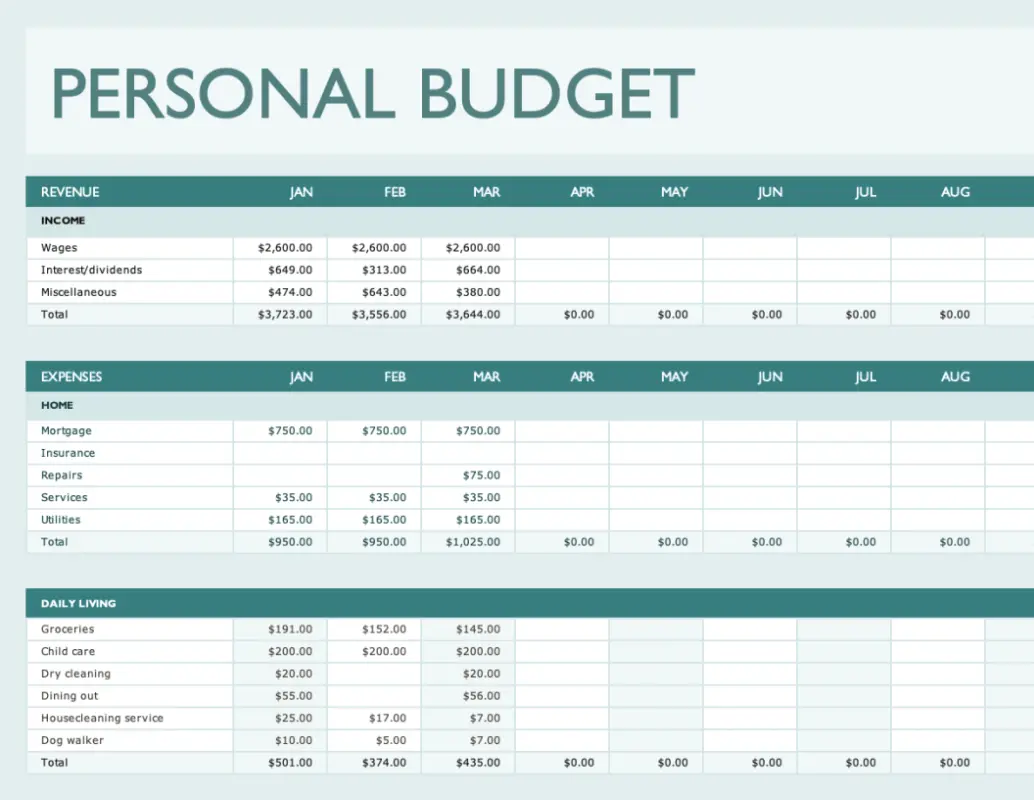 PERSONAL BUDGET
REVENUE JAN FEB MAR APR MAY JUN JUL AUG
INCOME
Wages $2,600.00 $2,600.00 $2,600.00
Interest/dividends $649.00 $313.00 $664.00
Miscellaneous $474.00 $643.00 $380.00
Total $3,723.00 $3,556.00 $3,644.00 $0.00 $0.00 $0.00 $0.00 $0.00
EXPENSES JAN FEB MAR APR MAY JUN JUL AUG
HOME
Mortgage $750.00 $750.00 $750.00
Insurance
Repairs $75.00
Services $35.00 $35.00 $35.00
Utilities $165.00 $165.00 $165.00
Total $950.00 $950.00 $1,025.00 $0.00 $0.00 $0.00 $0.00 $0.00
DAILY LIVING
Groceries $191.00 $152.00 $145.00
Child care $200.00 $200.00 $200.00
Dry cleaning $20.00 $20.00
Dining out $55.00 $56.00
Housecleaning service $25.00 $17.00 $7.00
Dog walker $10.00 $5.00 $7.00
Total $501.00 $374.00 $435.00 $0.00 $0.00 $0.00 $0.00 $0.00